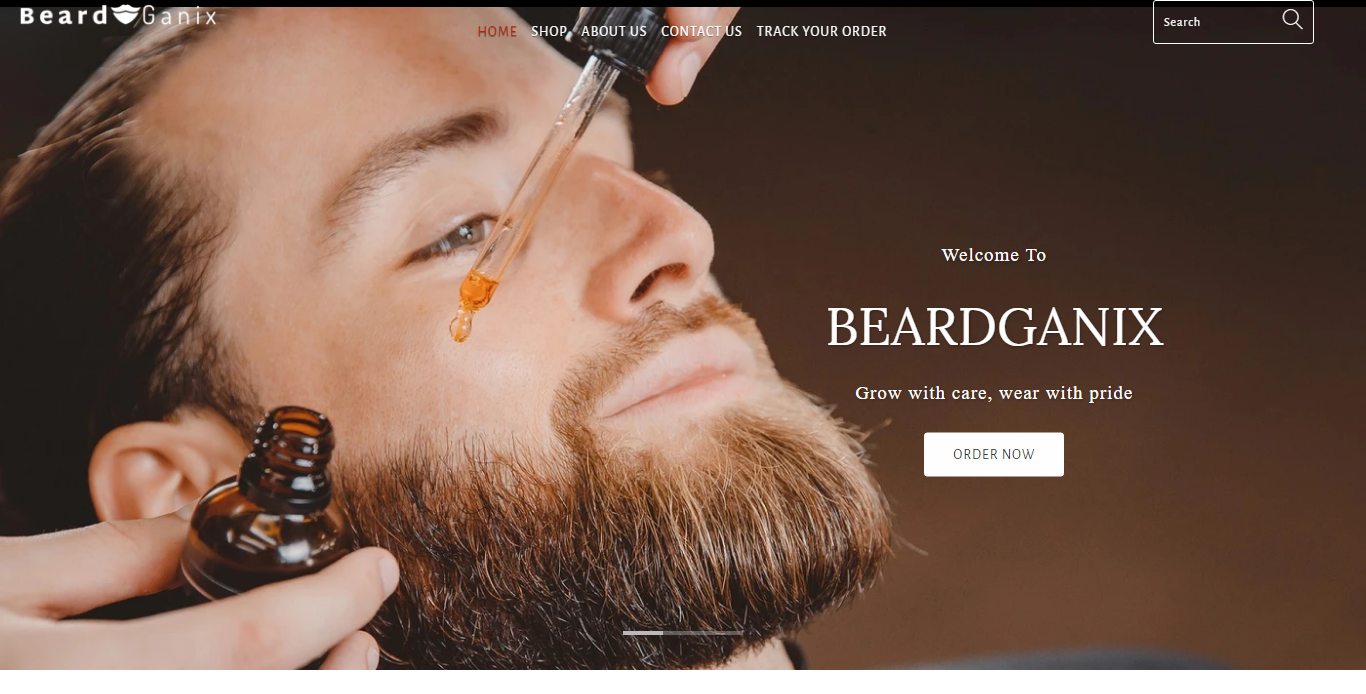 Beard Ganix
HOME SHOP ABOUT US CONTACT US TRACK YOUR ORDER
Search
Welcome To
BEARDGANIX
Grow with care, wear with pride
ORDER NOW